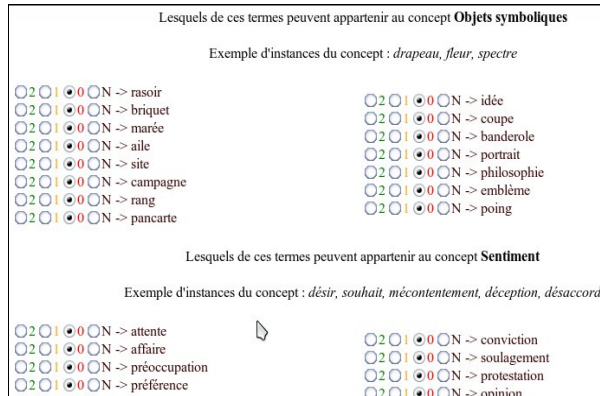 Lesquels de ces termes peuvent appartenir au concept Objets symboliques
Exemple d'instances du concept : drapeau, fleur, spectre
2 1 0 N -> rasoir
2 1 0 N -> briquet
2 1 0 N -> marée
2 1 0 N -> aile
2 1 0 N -> site
2 1 0 N -> campagne
2 1 0 N -> rang
2 1 0 N -> pancarte
2 1 0 N -> idée
2 1 0 N -> coupe
2 1 0 N -> banderole
2 1 0 N -> portrait
2 1 0 N -> philosophie
2 1 0 N -> emblème
2 1 0 N -> poing
Lesquels de ces termes peuvent appartenir au concept Sentiment
Exemple d'instances du concept : désir, souhait, mécontentement, déception, désaccord
2 1 0 N -> attente
2 1 0 N -> affaire
2 1 0 N -> préoccupation
2 1 0 N -> préférence
2 1 0 N -> conviction
2 1 0 N -> soulagement
2 1 0 N -> protestation
2 1 0 N -> opinion